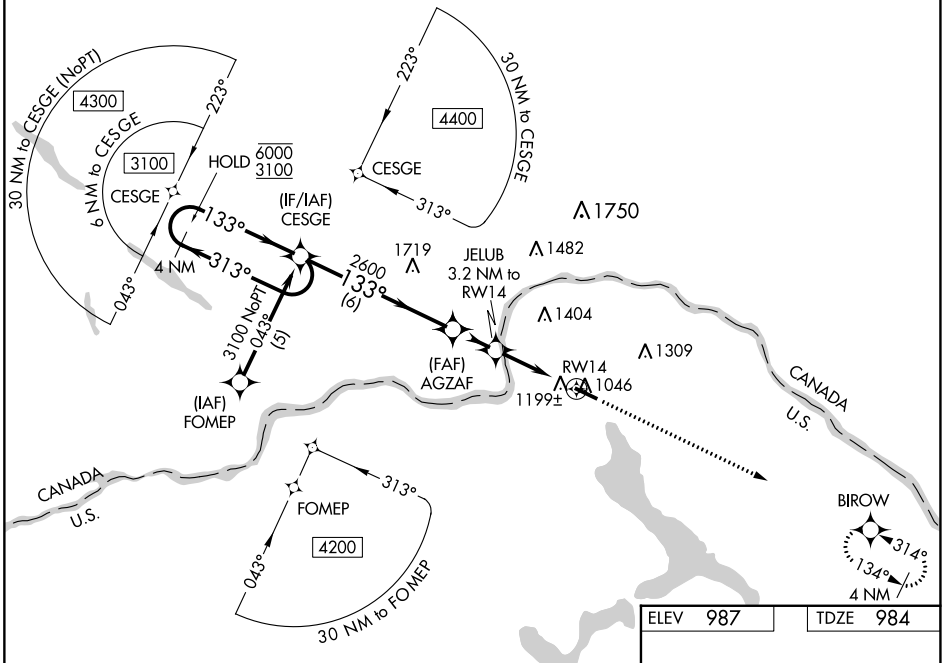 30 NM to CESGE (NoPT)
4300
223°
6 NM to CESGE
3100
CESGE
043°
HOLD 6000
3100
4 NM
133°
313°
(IF/IAF)
CESGE
223°
4400
30 NM to CESGE
CESGE
313°
1750
1719
1482
JELUB
3.2 NM to
RW14
2600
133°
(6)
3100 NoPT
043°
(5)
1404
1309
(FAF)
AGZAF
RW14
1046
1199±
(IAF)
FOMEP
CANADA
U.S.
CANADA
U.S.
313°
FOMEP
4200
043°
30 NM to FOMEP
BIROW
314°
134°
4 NM
ELEV 987
TDZE 984